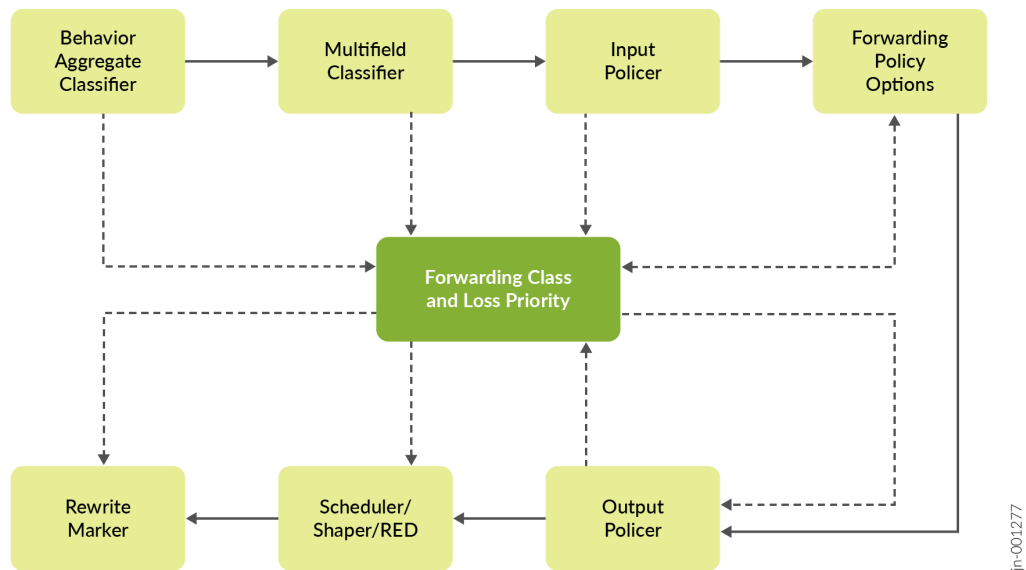 Behavior
Aggregate
Classifier
Multifield
Classifier
Input
Policer
Forwarding
Policy
Options
Forwarding Class
and Loss Priority
Rewrite
Marker
Scheduler/
Shaper/RED
Output
Policer
jn-001277